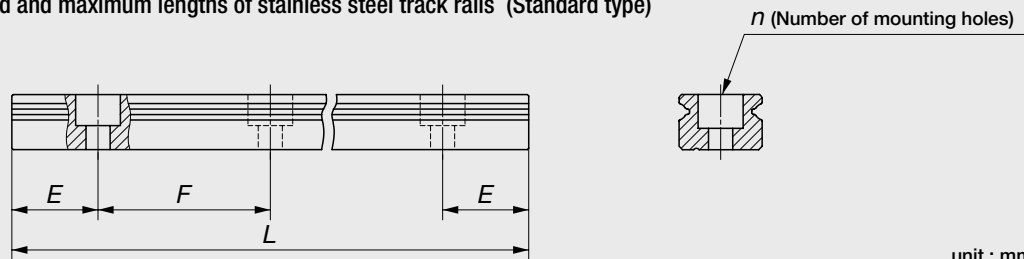 d and maximum lengths of stainless steel track rails (Standard type)
n (Number of mounting holes)
E
F
E
L
unit : mm